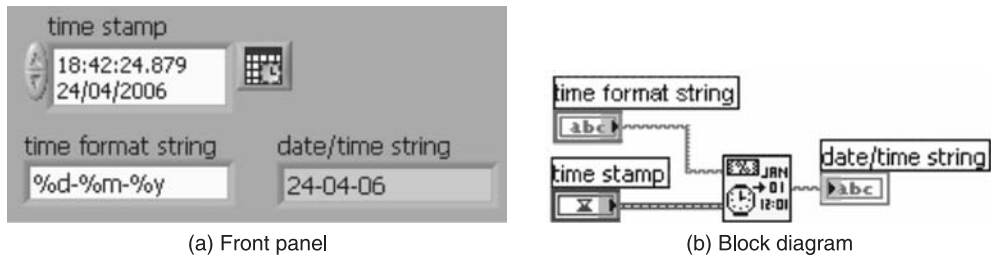 time stamp
18:42:24.879
24/04/2006
time format string
%d-%m-%y
date/time string
24-04-06
(a) Front panel
time format string
abc
time stamp
%
JAN
01
12:01
date/time string
abc
(b) Block diagram